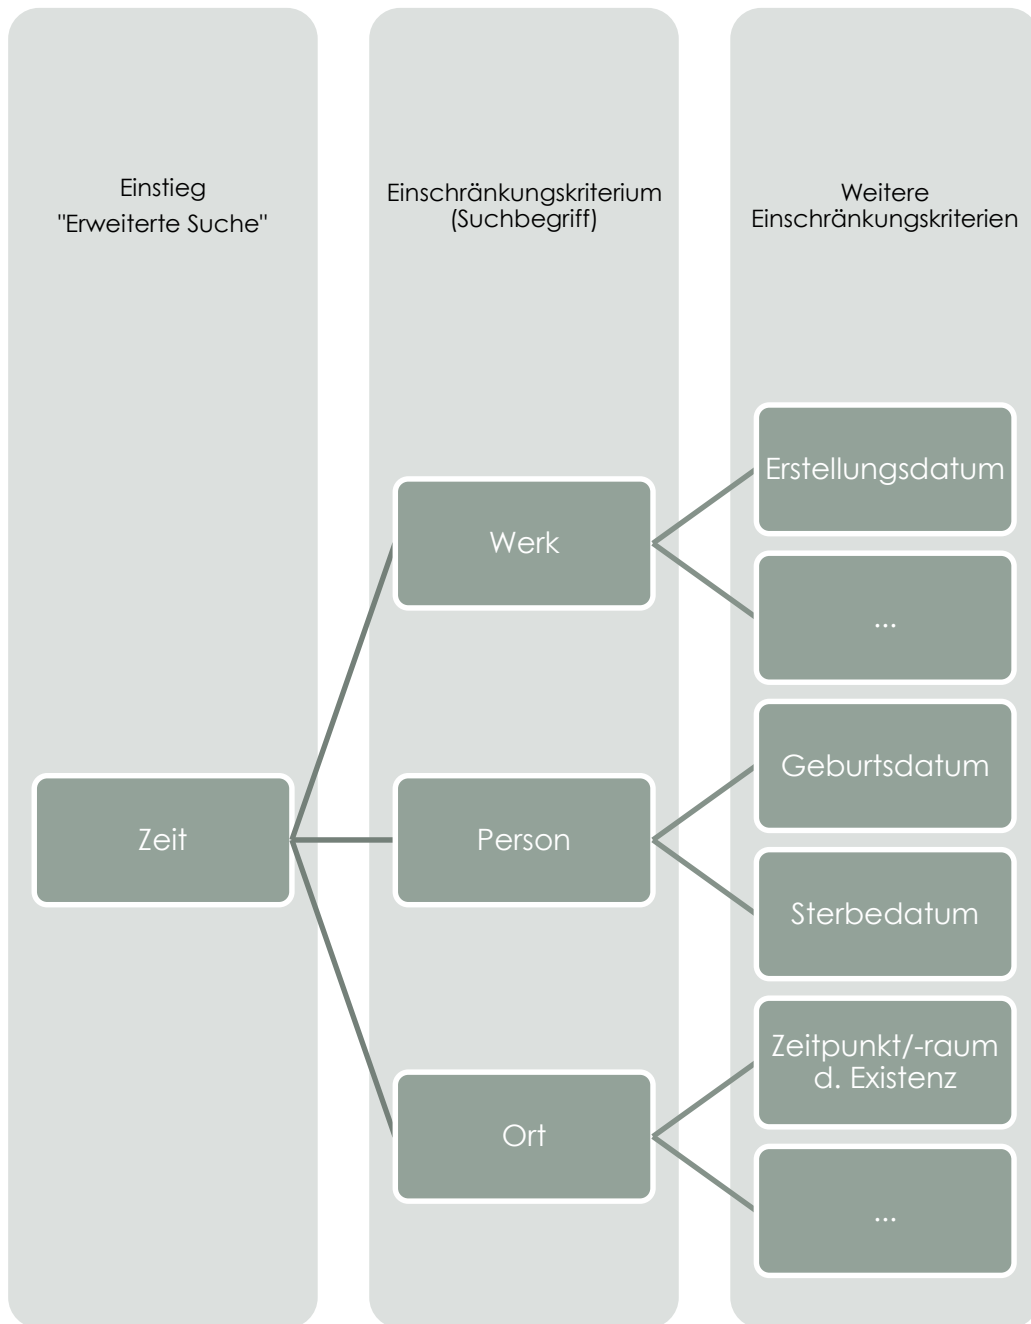 Einstieg
"Erweiterte Suche"
Einschränkungskriterium
(Suchbegriff)
Weitere
Einschränkungskriterien
Zeit
Werk
Person
Ort
Erstellungsdatum
...
Geburtsdatum
Sterbedatum
Zeitpunkt/-raum
d. Existenz
...